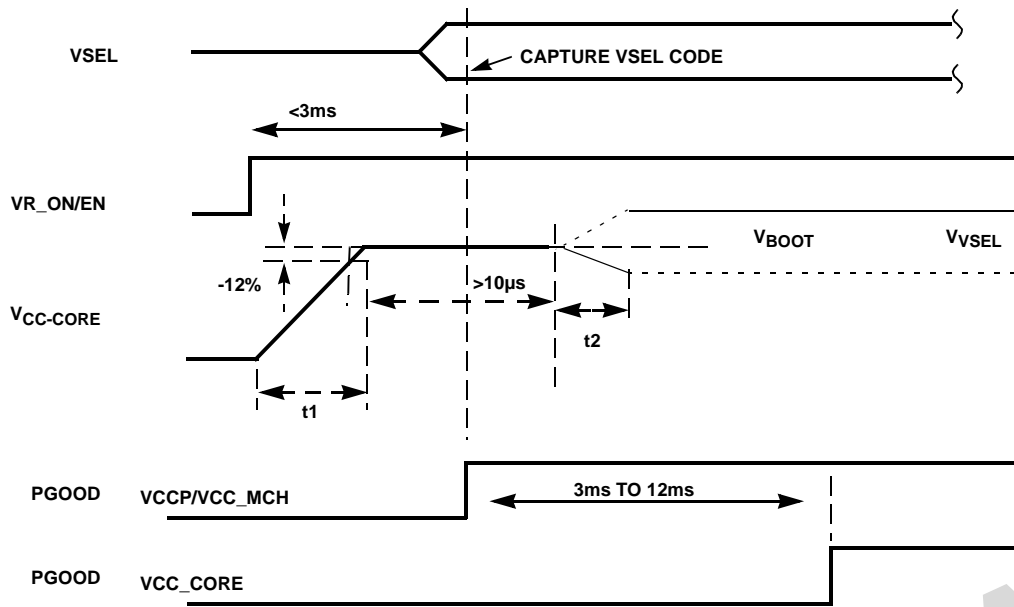 VSEL
CAPTURE VSEL CODE
<3ms
VR_ON/EN
-12%
VBOOT
VVSEL
>10µs
VCC-CORE
t2
t1
PGOOD VCCP/VCC_MCH
3ms TO 12ms
PGOOD VCC_CORE